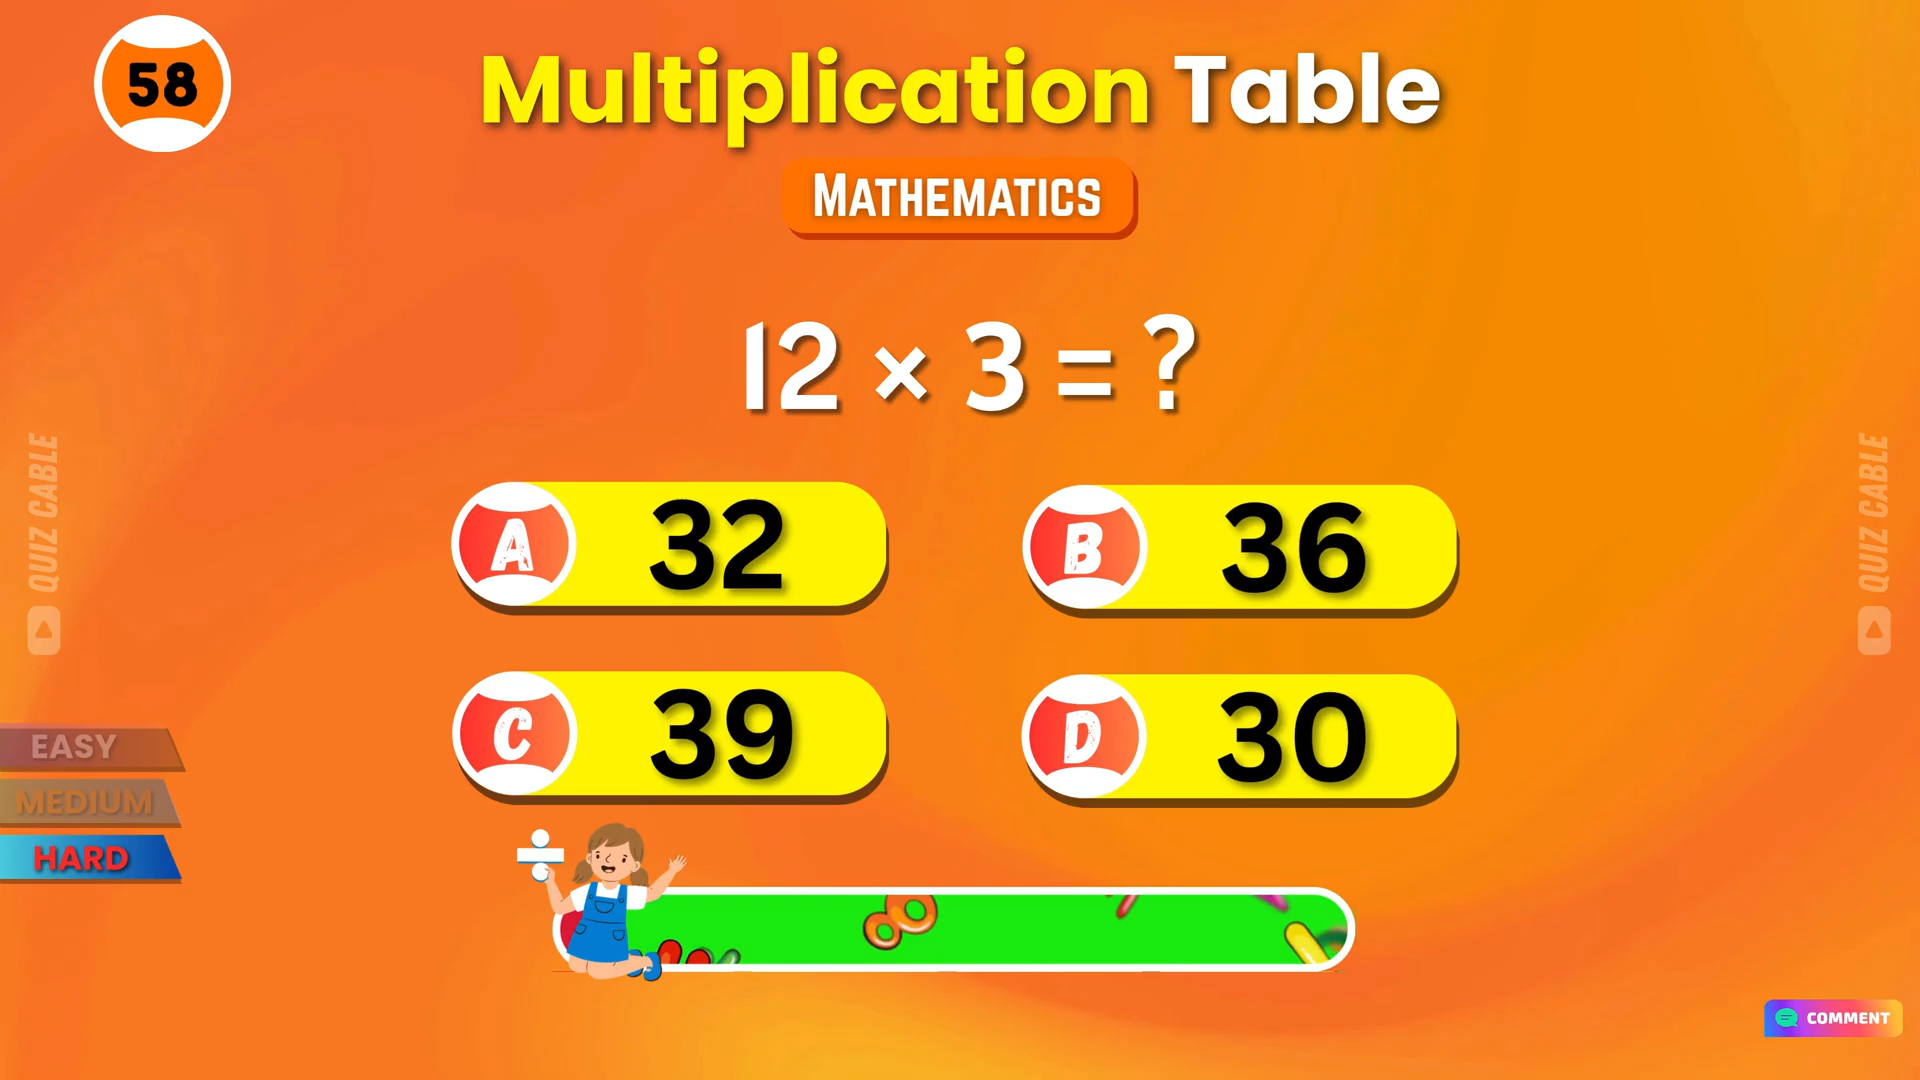 58
Multiplication Table
MATHEMATICS
12 × 3 = ?
A 32
B 36
C 39
D 30
QUIZ CABLE
QUIZ CABLE
EASY
MEDIUM
HARD
COMMENT